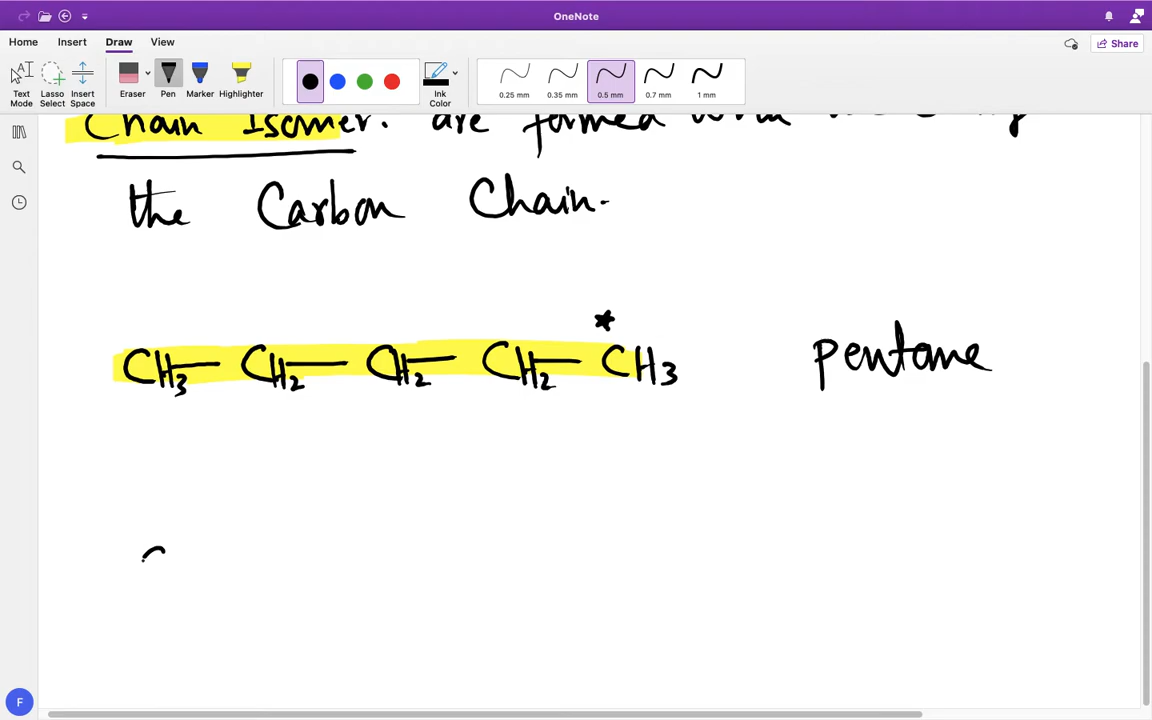 OneNote
Home Insert Draw View
Share
Text Mode Lasso Select Insert Space Eraser Pen Marker Highlighter Ink Color 0.25 mm 0.35 mm 0.5 mm 0.7 mm 1 mm
Chain Isomer. are formed
the Carbon Chain.
*
CH3—CH2—CH2—CH2—CH3 pentane
F